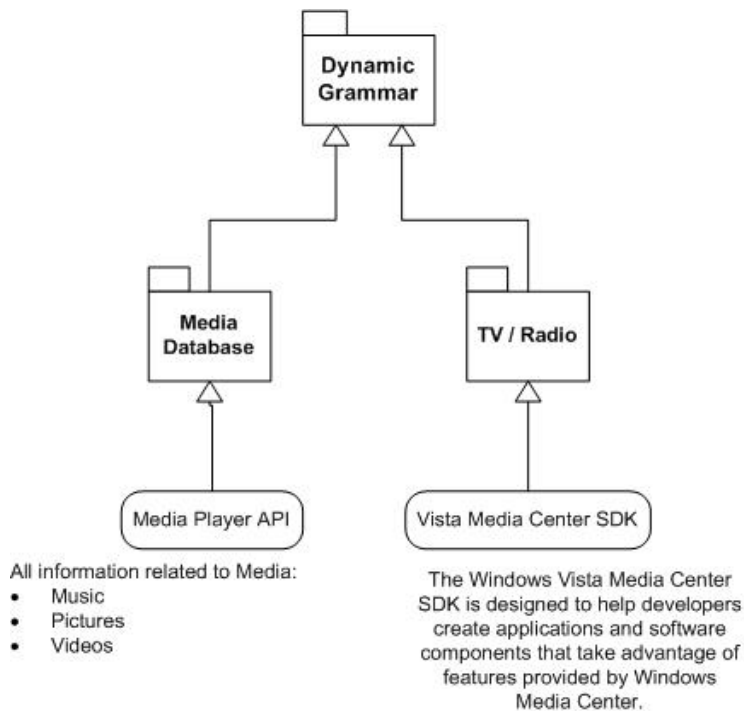 Dynamic
Grammar
Media
Database
TV / Radio
Media Player API
Vista Media Center SDK
All information related to Media:
• Music
• Pictures
• Videos
The Windows Vista Media Center
SDK is designed to help developers
create applications and software
components that take advantage of
features provided by Windows
Media Center.